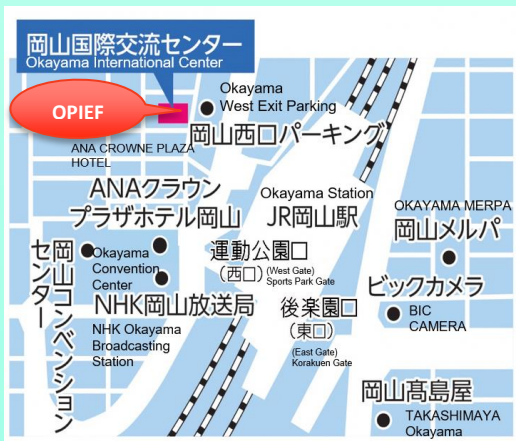 岡山国際交流センター
Okayama International Center
OPIEF
Okayama
West Exit Parking
岡山西口パーキング
ANA CROWNE PLAZA
HOTEL
ANAクラウン
プラザホテル岡山
Okayama Station
JR岡山駅
OKAYAMA MERPA
岡山メルパ
岡山コンベンション
センター
Okayama
Convention
Center
運動公園口
(西口)
(West Gate)
Sports Park Gate
ビックカメラ
BIC
CAMERA
NHK岡山放送局
NHK Okayama
Broadcasting
Station
後楽園口
(東口)
(East Gate)
Korakuen Gate
岡山髙島屋
TAKASHIMAYA
Okayama